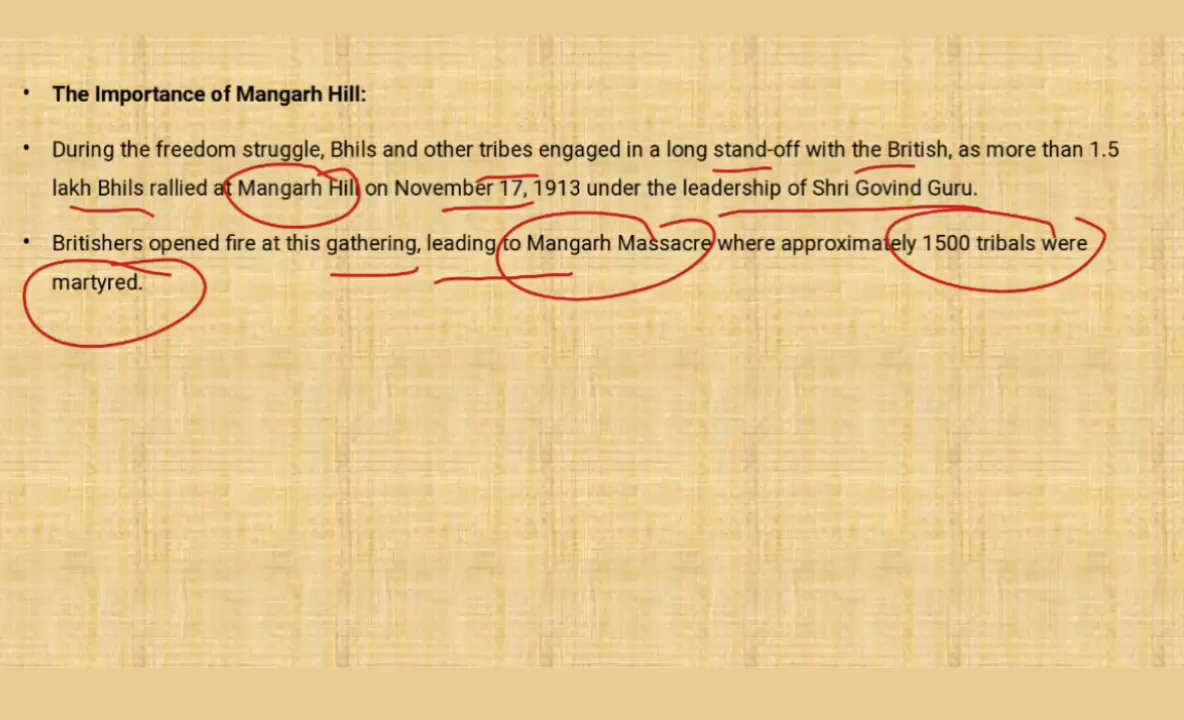 • The Importance of Mangarh Hill:
• During the freedom struggle, Bhils and other tribes engaged in a long stand-off with the British, as more than 1.5
lakh Bhils rallied at Mangarh Hill on November 17, 1913 under the leadership of Shri Govind Guru.
• Britishers opened fire at this gathering, leading to Mangarh Massacre where approximately 1500 tribals were
martyred.